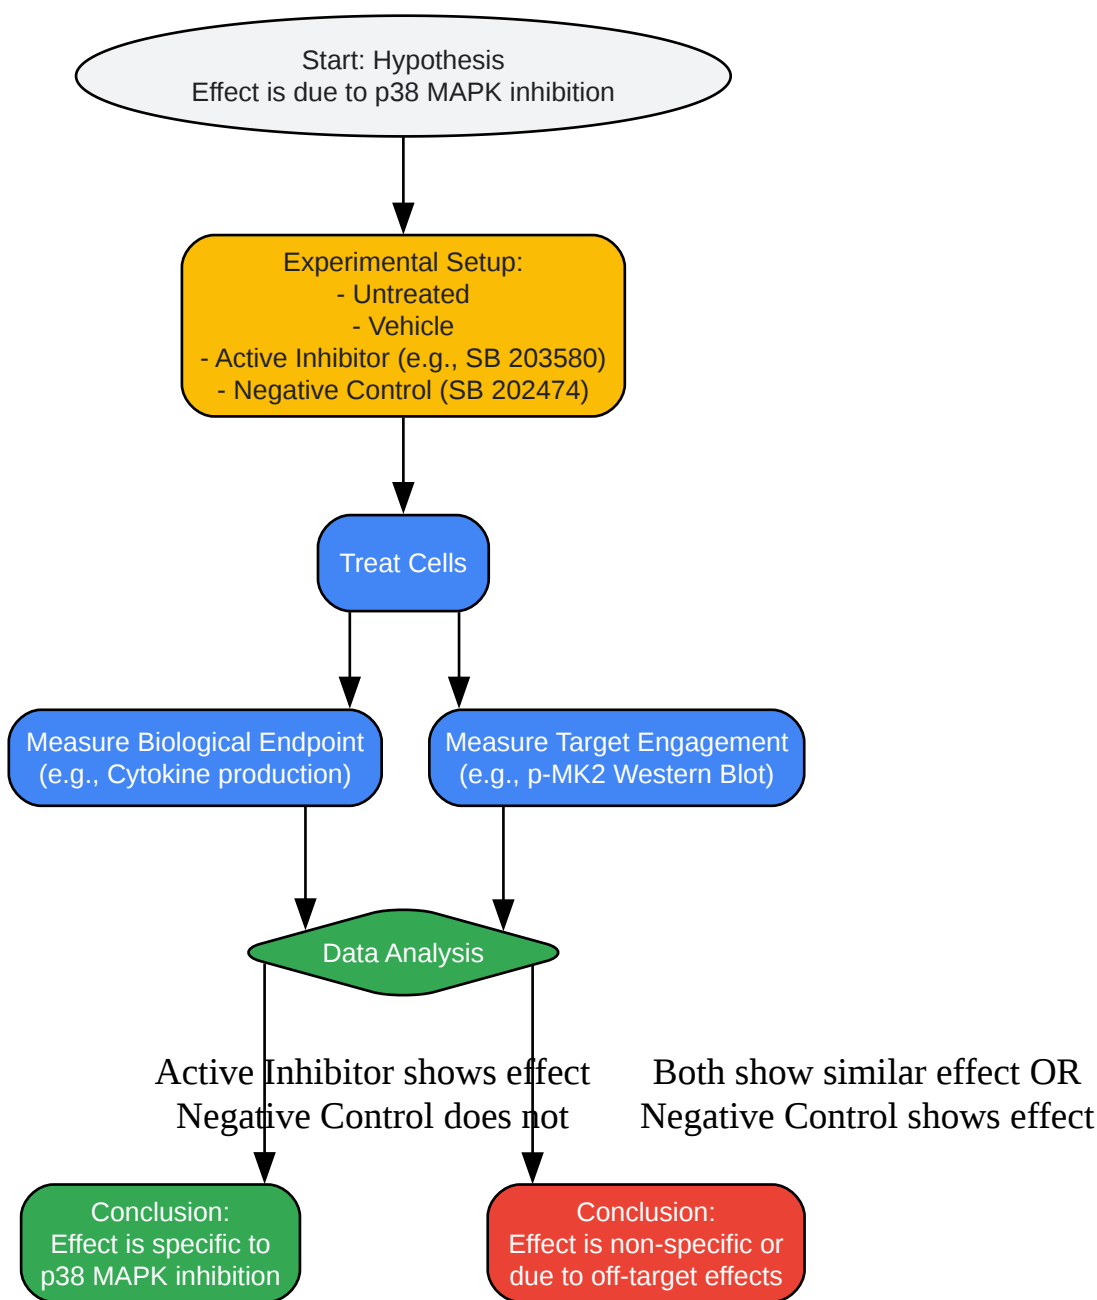 Start: Hypothesis
Effect is due to p38 MAPK inhibition
Experimental Setup:
- Untreated
- Vehicle
- Active Inhibitor (e.g., SB 203580)
- Negative Control (SB 202474)
Treat Cells
Measure Biological Endpoint
(e.g., Cytokine production)
Measure Target Engagement
(e.g., p-MK2 Western Blot)
Data Analysis
Active Inhibitor shows effect
Negative Control does not
Both show similar effect OR
Negative Control shows effect
Conclusion:
Effect is specific to
p38 MAPK inhibition
Conclusion:
Effect is non-specific or
due to off-target effects